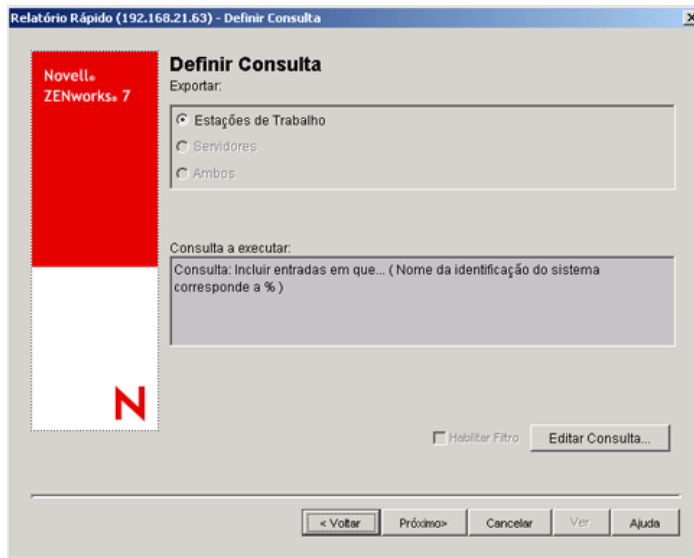 Relatório Rápido (192.168.21.63) - Definir Consulta
Novell®
ZENworks® 7
Definir Consulta
Exportar:
Estações de Trabalho
Servidores
Ambos
Consulta a executar:
Consulta: Incluir entradas em que... ( Nome da identificação do sistema
corresponde a % )
N
Habilitar Filtro
Editar Consulta...
< Voltar
Próximo>
Cancelar
Ver
Ajuda